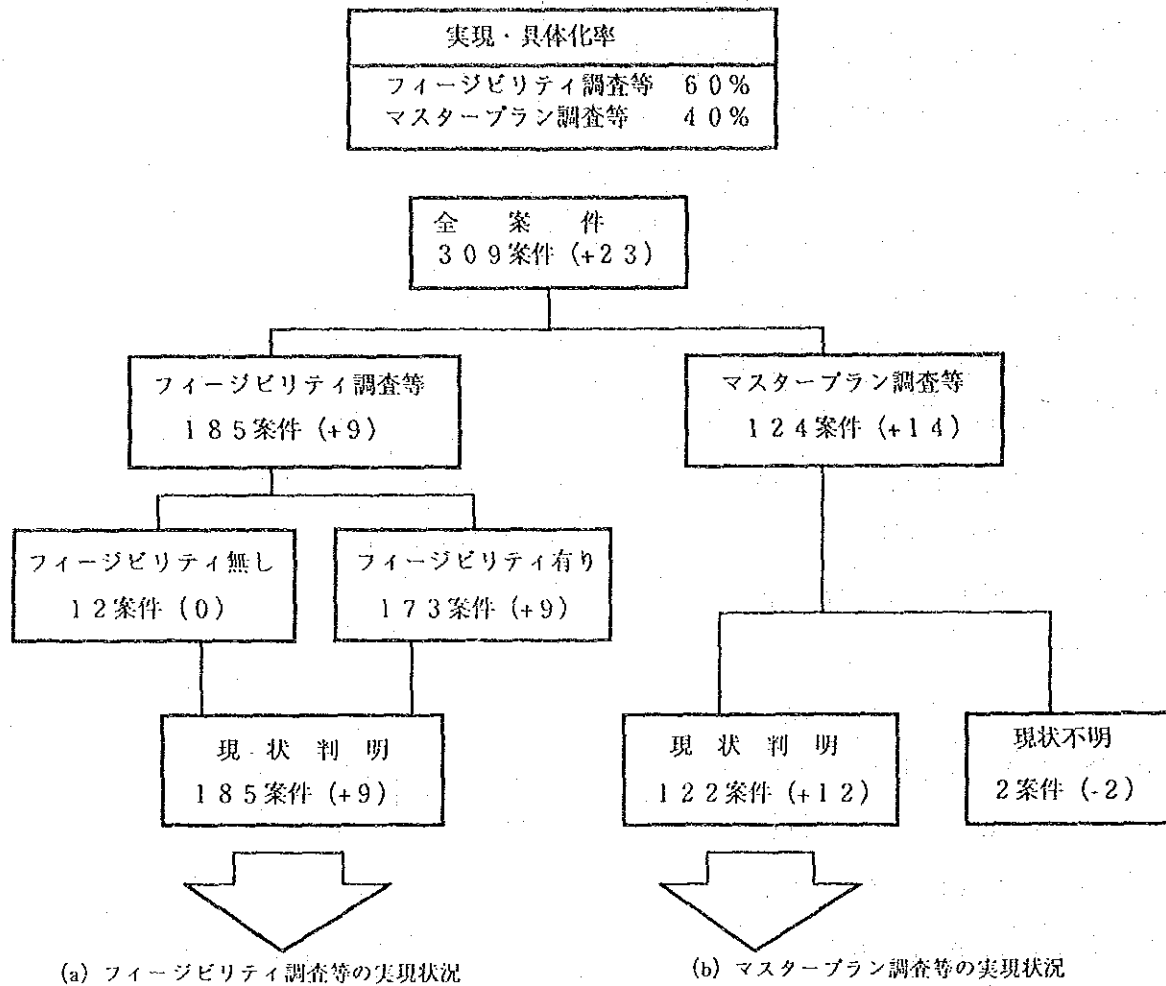 実現・具体化率
フィージビリティ調査等 60%
マスタープラン調査等 40%
全案件
309案件 (+23)
フィージビリティ調査等
185案件 (+9)
マスタープラン調査等
124案件 (+14)
フィージビリティ無し
12案件 (0)
フィージビリティ有り
173案件 (+9)
現状判明
185案件 (+9)
現状判明
122案件 (+12)
現状不明
2案件 (-2)
(a) フィージビリティ調査等の実現状況
(b) マスタープラン調査等の実現状況